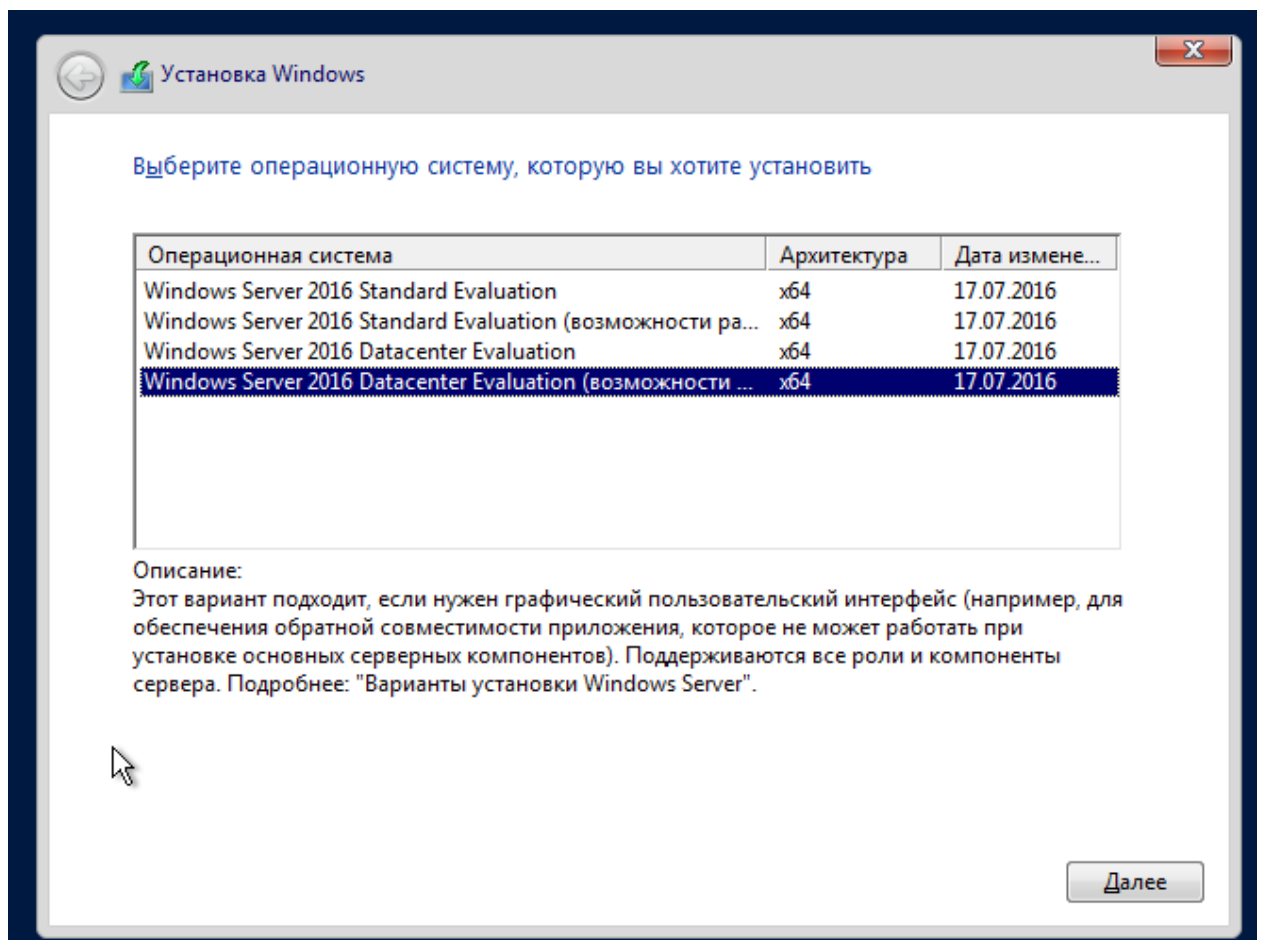 Установка Windows
Выберите операционную систему, которую вы хотите установить
Операционная система Архитектура Дата измене...
Windows Server 2016 Standard Evaluation x64 17.07.2016
Windows Server 2016 Standard Evaluation (возможности ра... x64 17.07.2016
Windows Server 2016 Datacenter Evaluation x64 17.07.2016
Windows Server 2016 Datacenter Evaluation (возможности ... x64 17.07.2016
Описание:
Этот вариант подходит, если нужен графический пользовательский интерфейс (например, для
обеспечения обратной совместимости приложения, которое не может работать при
установке основных серверных компонентов). Поддерживаются все роли и компоненты
сервера. Подробнее: "Варианты установки Windows Server".
Далее